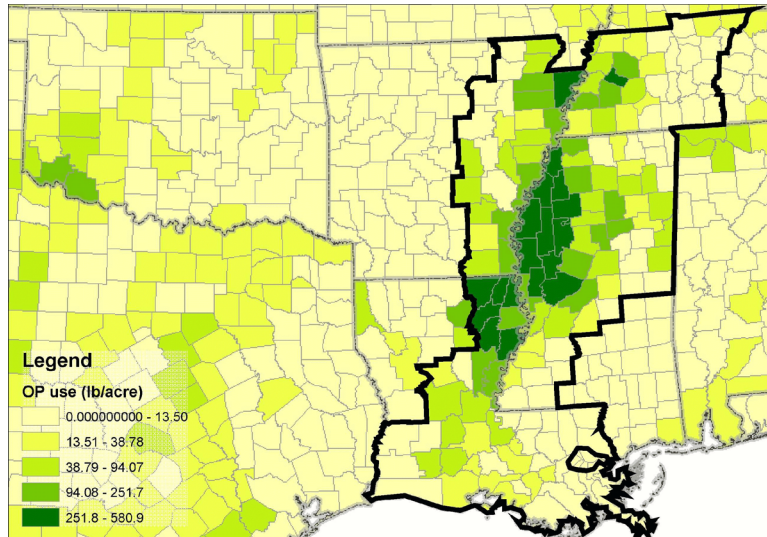 Legend
OP use (lb/acre)
0.000000000 - 13.50
13.51 - 38.78
38.79 - 94.07
94.08 - 251.7
251.8 - 580.9